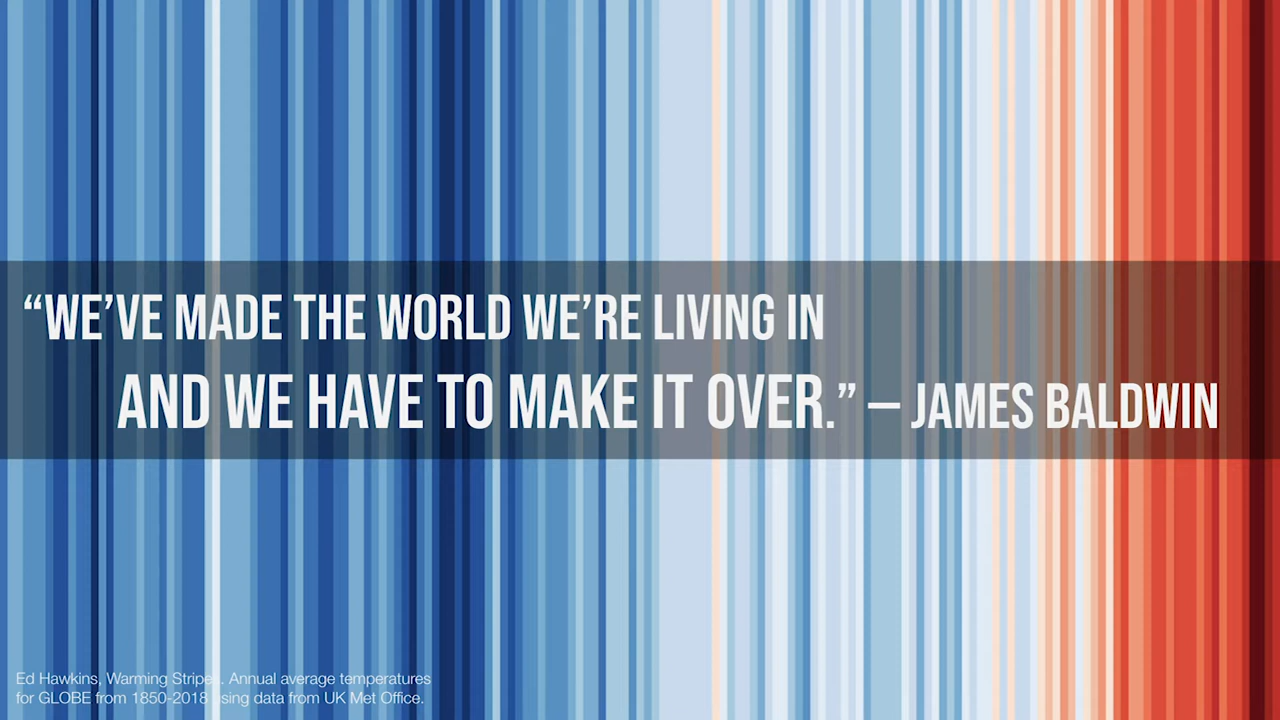 “WE’VE MADE THE WORLD WE’RE LIVING IN
AND WE HAVE TO MAKE IT OVER.” – JAMES BALDWIN
Ed Hawkins, Warming Stripes. Annual average temperatures
for GLOBE from 1850-2018 using data from UK Met Office.